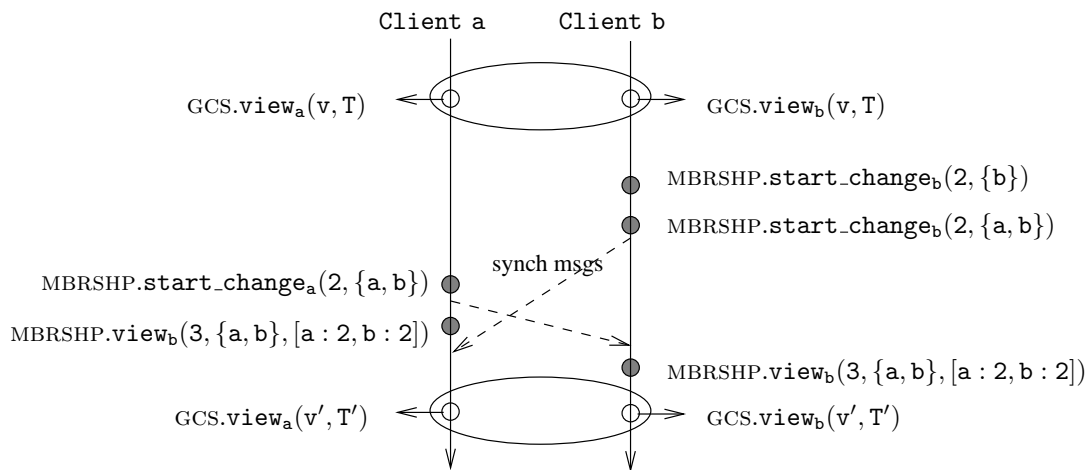 Client a Client b
GCS.view_a(v, T) GCS.view_b(v, T)
MBRSHP.start_change_b(2, {b})
MBRSHP.start_change_b(2, {a, b})
synch msgs
MBRSHP.start_change_a(2, {a, b})
MBRSHP.view_b(3, {a, b}, [a : 2, b : 2])
MBRSHP.view_b(3, {a, b}, [a : 2, b : 2])
GCS.view_a(v′, T′) GCS.view_b(v′, T′)